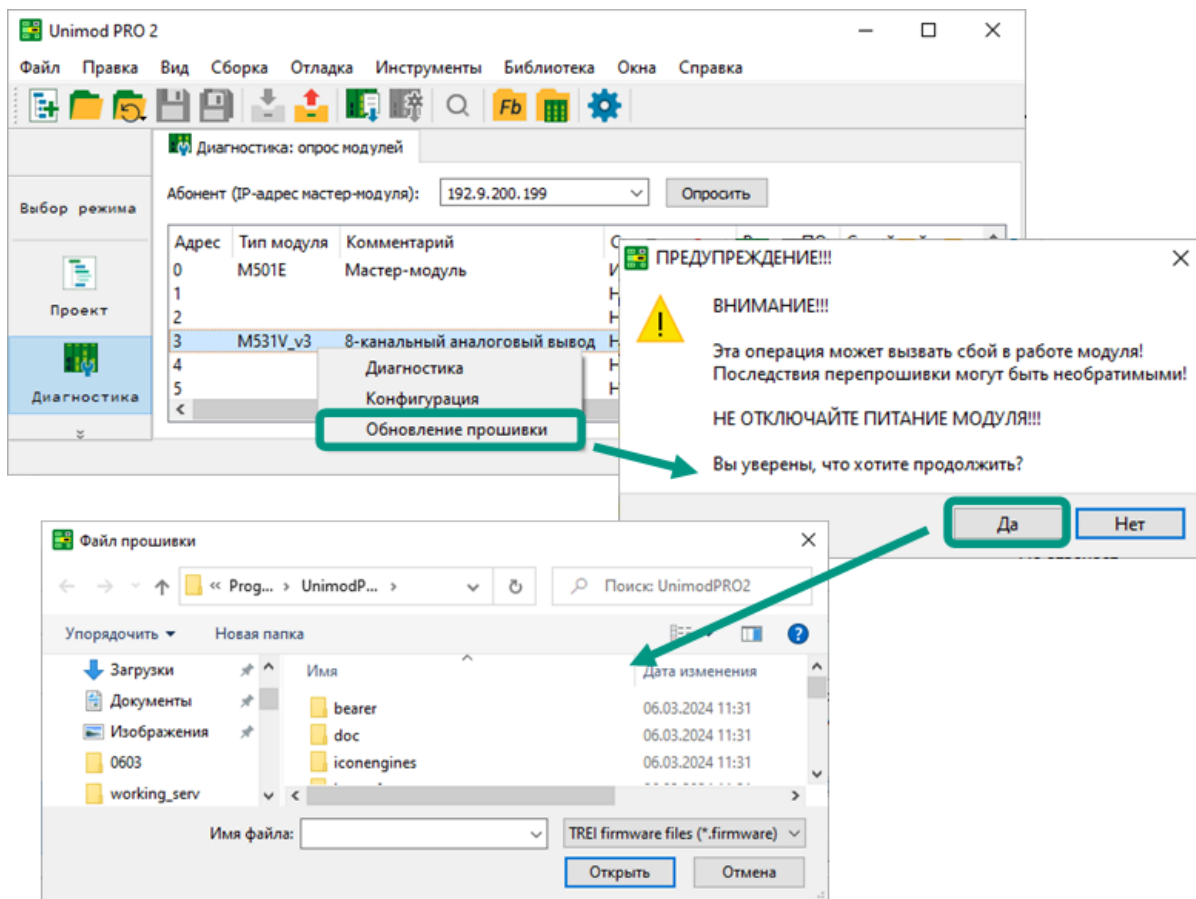 Unimod PRO 2
Файл Правка Вид Сборка Отладка Инструменты Библиотека Окна Справка
Fb
Диагностика: опрос модулей
Абонент (IP-адрес мастер-модуля): 192.9.200.199 Опросить
Выбор режима
Проект
Диагностика
Адрес Тип модуля Комментарий
0 M501E Мастер-модуль
1
2
3 M531V_v3 8-канальный аналоговый вывод
4
5
Диагностика
Конфигурация
Обновление прошивки
ПРЕДУПРЕЖДЕНИЕ!!!
ВНИМАНИЕ!!!
Эта операция может вызвать сбой в работе модуля!
Последствия перепрошивки могут быть необратимыми!
НЕ ОТКЛЮЧАЙТЕ ПИТАНИЕ МОДУЛЯ!!!
Вы уверены, что хотите продолжить?
Да Нет
Файл прошивки
« Prog... › UnimodP... › Поиск: UnimodPRO2
Упорядочить Новая папка
Загрузки
Документы
Изображения
0603
working_serv
Имя Дата изменения
bearer 06.03.2024 11:31
doc 06.03.2024 11:31
iconengines 06.03.2024 11:31
Имя файла: TREI firmware files (*.firmware)
Открыть Отмена